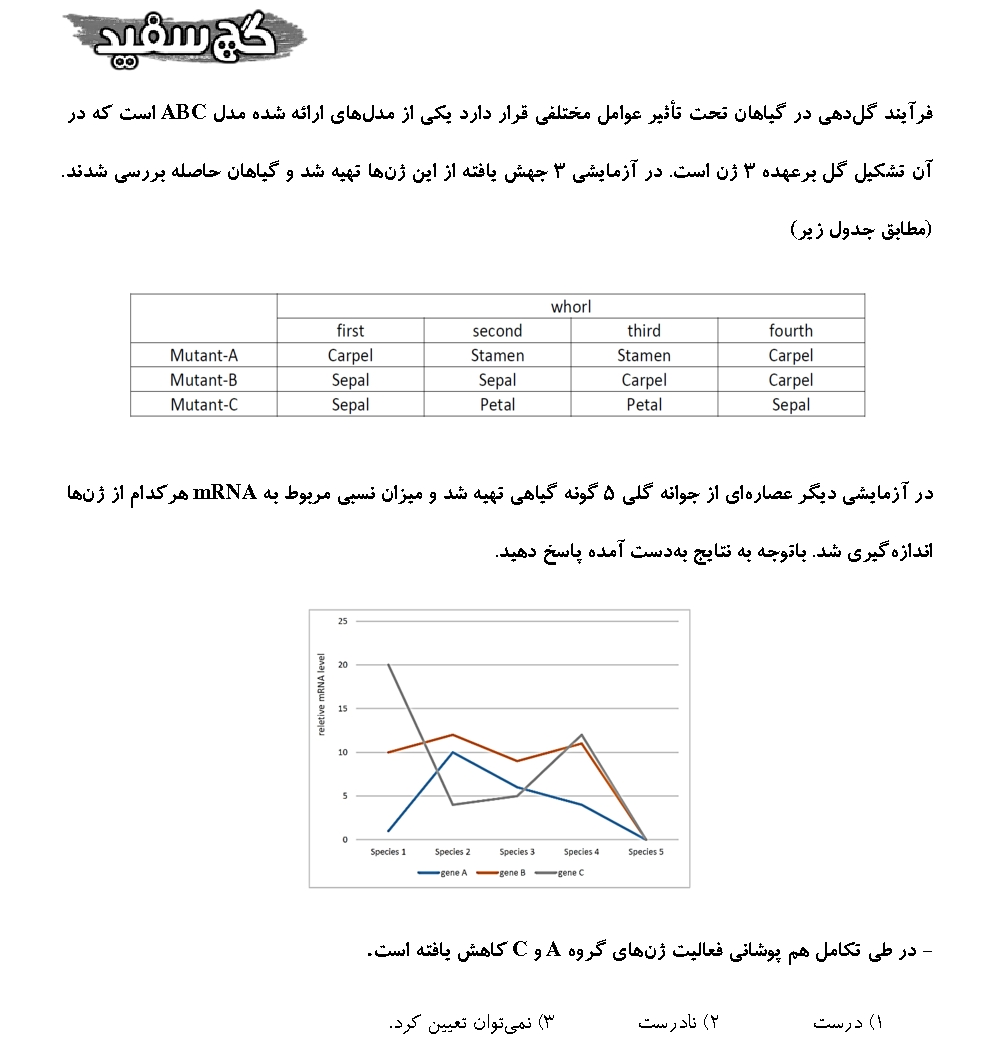 گچ سفید
فرآیند گل‌دهی در گیاهان تحت تأثیر عوامل مختلفی قرار دارد یکی از مدل‌های ارائه شده مدل ABC است که در
آن تشکیل گل برعهده ۳ ژن است. در آزمایشی ۳ جهش یافته از این ژن‌ها تهیه شد و گیاهان حاصله بررسی شدند.
(مطابق جدول زیر)
whorl
first second third fourth
Mutant-A Carpel Stamen Stamen Carpel
Mutant-B Sepal Sepal Carpel Carpel
Mutant-C Sepal Petal Petal Sepal
در آزمایشی دیگر عصاره‌ای از جوانه گلی ۵ گونه گیاهی تهیه شد و میزان نسبی مربوط به mRNA هرکدام از ژن‌ها
اندازه‌گیری شد. باتوجه به نتایج به‌دست آمده پاسخ دهید.
reletive mRNA level
25
20
15
10
5
0
Species 1 Species 2 Species 3 Species 4 Species 5
gene A gene B gene C
– در طی تکامل هم پوشانی فعالیت ژن‌های گروه A و C کاهش یافته است.
۱) درست ۲) نادرست ۳) نمی‌توان تعیین کرد.